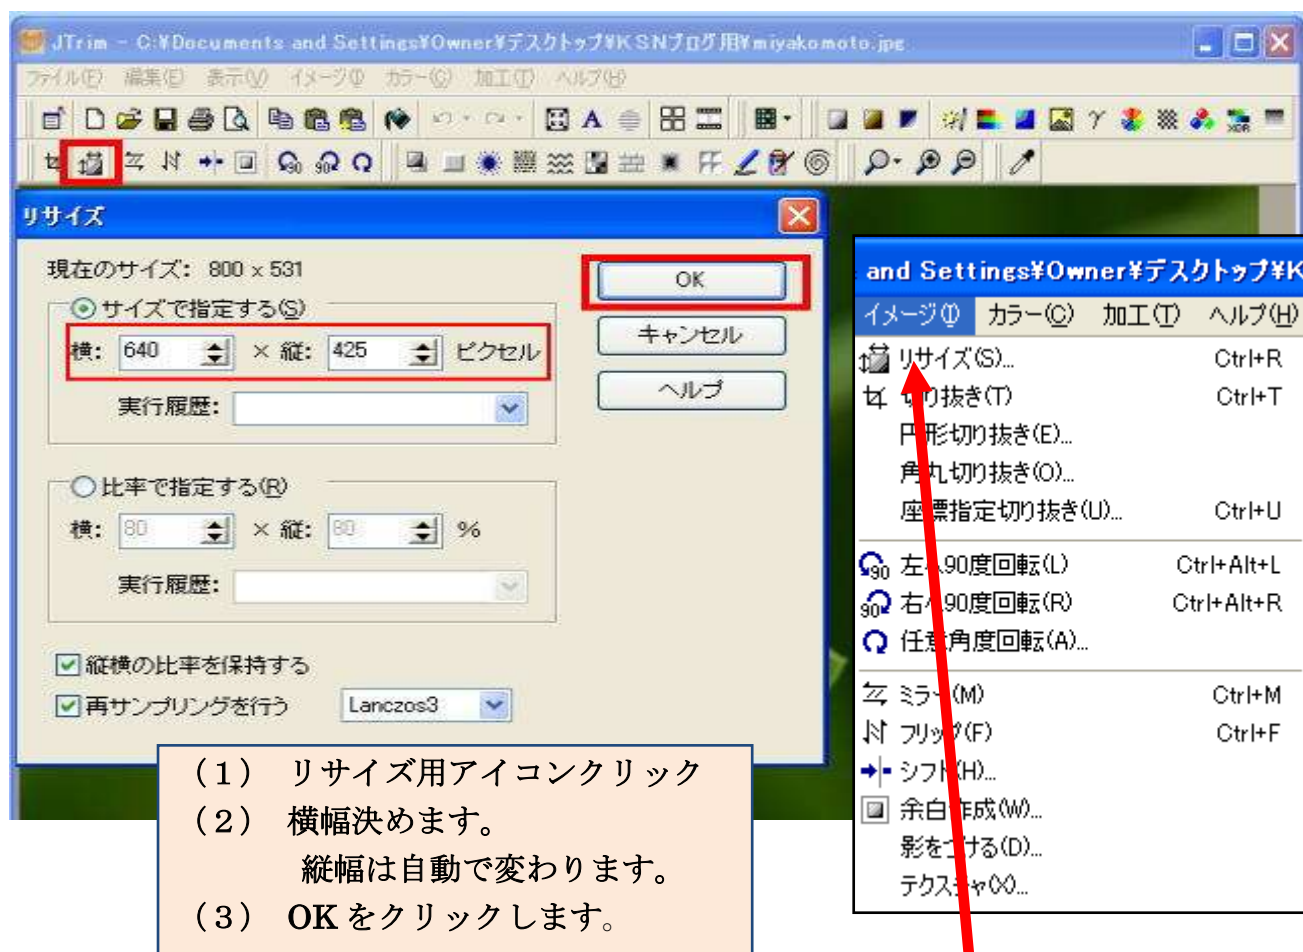 JTrim - C:¥Documents and Settings¥Owner¥デスクトップ¥KSNブログ用¥miyakomoto.jpg
ファイル(F) 編集(E) 表示(V) イメージ(I) カラー(C) 加工(T) ヘルプ(H)
リサイズ
現在のサイズ: 800 x 531
サイズで指定する(S)
横: 640 × 縦: 425 ピクセル
実行履歴:
比率で指定する(R)
横: 80 × 縦: 80 %
実行履歴:
縦横の比率を保持する
再サンプリングを行う Lanczos3
OK
キャンセル
ヘルプ
and Settings¥Owner¥デスクトップ¥K
イメージ(I) カラー(C) 加工(T) ヘルプ(H)
リサイズ(S)... Ctrl+R
切り抜き(T) Ctrl+T
円形切り抜き(E)...
角丸切り抜き(O)...
座標指定切り抜き(U)... Ctrl+U
左へ90度回転(L) Ctrl+Alt+L
右へ90度回転(R) Ctrl+Alt+R
任意角度回転(A)...
ミラー(M) Ctrl+M
フリップ(F) Ctrl+F
シフト(H)...
余白作成(W)...
影をつける(D)...
テクスチャ(X)...
(1) リサイズ用アイコンクリック
(2) 横幅決めます。
縦幅は自動で変わります。
(3) OKをクリックします。